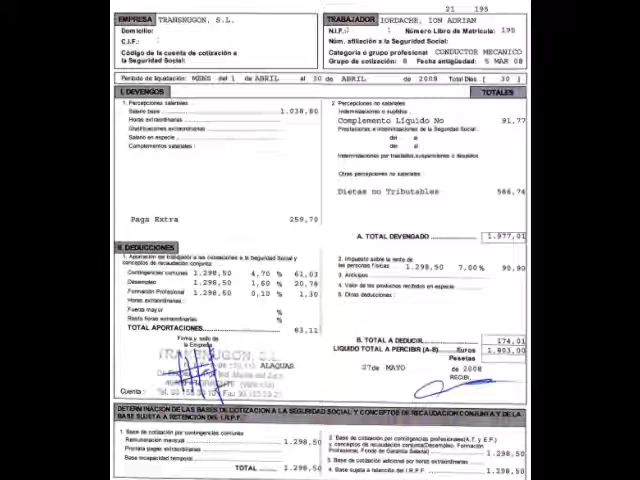 21 195
EMPRESA TRANSNUGON, S.L.
Domicilio:
C.I.F.:
Código de la cuenta de cotización a
la Seguridad Social:
TRABAJADOR IORDACHE, ION ADRIAN
N.I.F.: Número Libro de Matrícula: 195
Núm. afiliación a la Seguridad Social:
Categoría o grupo profesional CONDUCTOR MECANICO
Grupo de cotización: 8 Fecha antigüedad: 5 MAR 08
Período de liquidación: MENS del 1 de ABRIL al 30 de ABRIL de 2008 Total Días [ 30 ]
I. DEVENGOS TOTALES
1. Percepciones salariales
Salario base 1.038,80
Horas extraordinarias
Gratificaciones extraordinarias
Salario en especie
Complementos salariales:
Paga Extra 259,70
2 Percepciones no salariales
Indemnizaciones o suplidos
Complemento Líquido No 91,77
Prestaciones e indemnizaciones de la Seguridad Social:
del al
del al
Indemnizaciones por traslados, suspensiones o despidos
Otras percepciones no salariales:
Dietas no Tributables 586,74
A. TOTAL DEVENGADO 1.977,01
II. DEDUCCIONES
1. Aportación del trabajador a las cotizaciones a la Seguridad Social y
conceptos de recaudación conjunta:
Contingencias comunes 1.298,50 4,70 % 61,03
Desempleo 1.298,50 1,60 % 20,78
Formación Profesional 1.298,50 0,10 % 1,30
Horas extraordinarias:
Fuerza mayor %
Resto horas extraordinarias %
TOTAL APORTACIONES 83,11
2. Impuesto sobre la renta de
las personas físicas 1.298,50 7,00 % 90,90
3. Anticipos
4. Valor de los productos recibidos en especie
5. Otras deducciones:
B. TOTAL A DEDUCIR 174,01
LIQUIDO TOTAL A PERCIBIR (A-B) Euros 1.803,00
Pesetas
Firma y sello de
la Empresa
TRANSNUGON, S.L.
ALAQUAS
27 de MAYO de 2008
RECIBI,
Cuenta:
DETERMINACION DE LAS BASES DE COTIZACION A LA SEGURIDAD SOCIAL Y CONCEPTOS DE RECAUDACION CONJUNTA Y DE LA
BASE SUJETA A RETENCION DEL I.R.P.F.
1. Base de cotización por contingencias comunes
Remuneración mensual 1.298,50
Prorrata pagas extraordinarias
Base incapacidad temporal
TOTAL 1.298,50
2. Base de cotización por contingencias profesionales (A.T. y E.P.)
y conceptos de recaudación conjunta (Desempleo, Formación
Profesional, Fondo de Garantía Salarial) 1.298,50
3. Base de cotización adicional por horas extraordinarias
4. Base sujeta a retención del I.R.P.F. 1.298,50